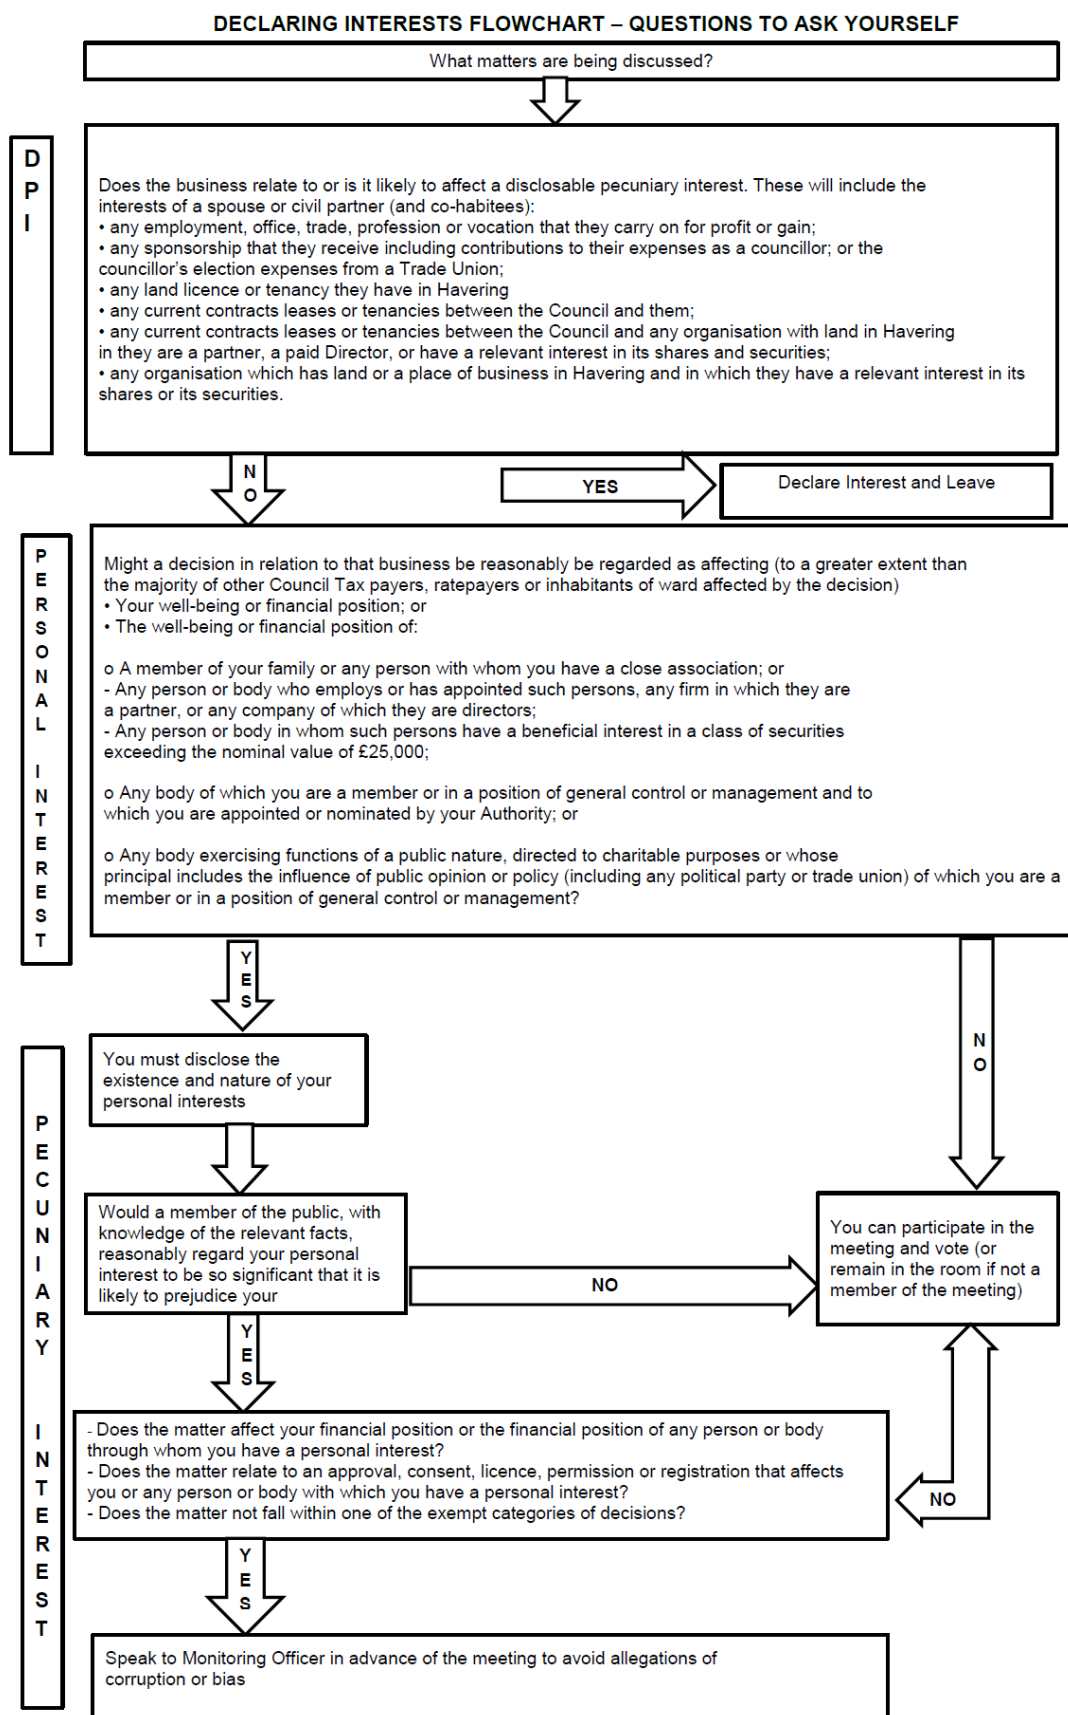 DECLARING INTERESTS FLOWCHART – QUESTIONS TO ASK YOURSELF
What matters are being discussed?
D
P
I
Does the business relate to or is it likely to affect a disclosable pecuniary interest. These will include the
interests of a spouse or civil partner (and co-habitees):
• any employment, office, trade, profession or vocation that they carry on for profit or gain;
• any sponsorship that they receive including contributions to their expenses as a councillor; or the
councillor's election expenses from a Trade Union;
• any land licence or tenancy they have in Havering
• any current contracts leases or tenancies between the Council and them;
• any current contracts leases or tenancies between the Council and any organisation with land in Havering
in they are a partner, a paid Director, or have a relevant interest in its shares and securities;
• any organisation which has land or a place of business in Havering and in which they have a relevant interest in its
shares or its securities.
N
O
YES
Declare Interest and Leave
P
E
R
S
O
N
A
L
I
N
T
E
R
E
S
T
Might a decision in relation to that business be reasonably be regarded as affecting (to a greater extent than
the majority of other Council Tax payers, ratepayers or inhabitants of ward affected by the decision)
• Your well-being or financial position; or
• The well-being or financial position of:
o A member of your family or any person with whom you have a close association; or
- Any person or body who employs or has appointed such persons, any firm in which they are
a partner, or any company of which they are directors;
- Any person or body in whom such persons have a beneficial interest in a class of securities
exceeding the nominal value of £25,000;
o Any body of which you are a member or in a position of general control or management and to
which you are appointed or nominated by your Authority; or
o Any body exercising functions of a public nature, directed to charitable purposes or whose
principal includes the influence of public opinion or policy (including any political party or trade union) of which you are a
member or in a position of general control or management?
Y
E
S
N
O
P
E
C
U
N
I
A
R
Y
I
N
T
E
R
E
S
T
You must disclose the
existence and nature of your
personal interests
Would a member of the public, with
knowledge of the relevant facts,
reasonably regard your personal
interest to be so significant that it is
likely to prejudice your
NO
You can participate in the
meeting and vote (or
remain in the room if not a
member of the meeting)
Y
E
S
- Does the matter affect your financial position or the financial position of any person or body
through whom you have a personal interest?
- Does the matter relate to an approval, consent, licence, permission or registration that affects
you or any person or body with which you have a personal interest?
- Does the matter not fall within one of the exempt categories of decisions?
NO
Y
E
S
Speak to Monitoring Officer in advance of the meeting to avoid allegations of
corruption or bias